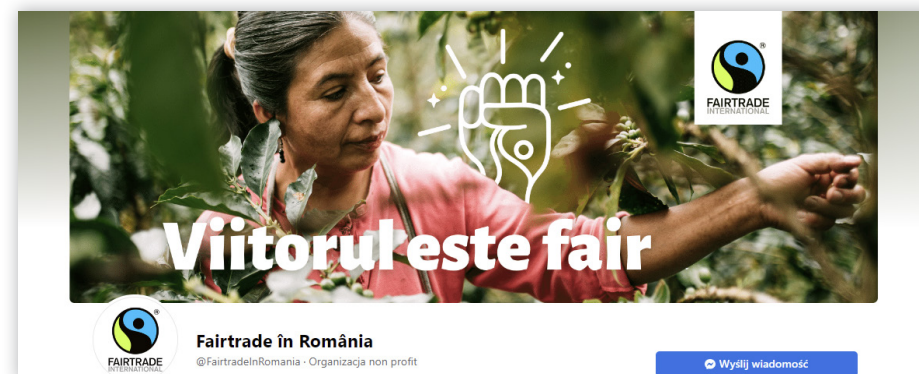 FAIRTRADE
INTERNATIONAL
Viitorul este fair
FAIRTRADE
INTERNATIONAL
Fairtrade în România
@FairtradeInRomania · Organizacja non profit
Wyślij wiadomość